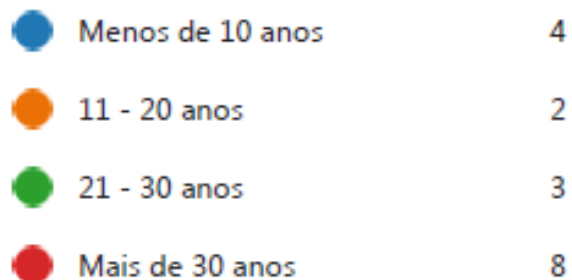 Menos de 10 anos 4
11 - 20 anos 2
21 - 30 anos 3
Mais de 30 anos 8